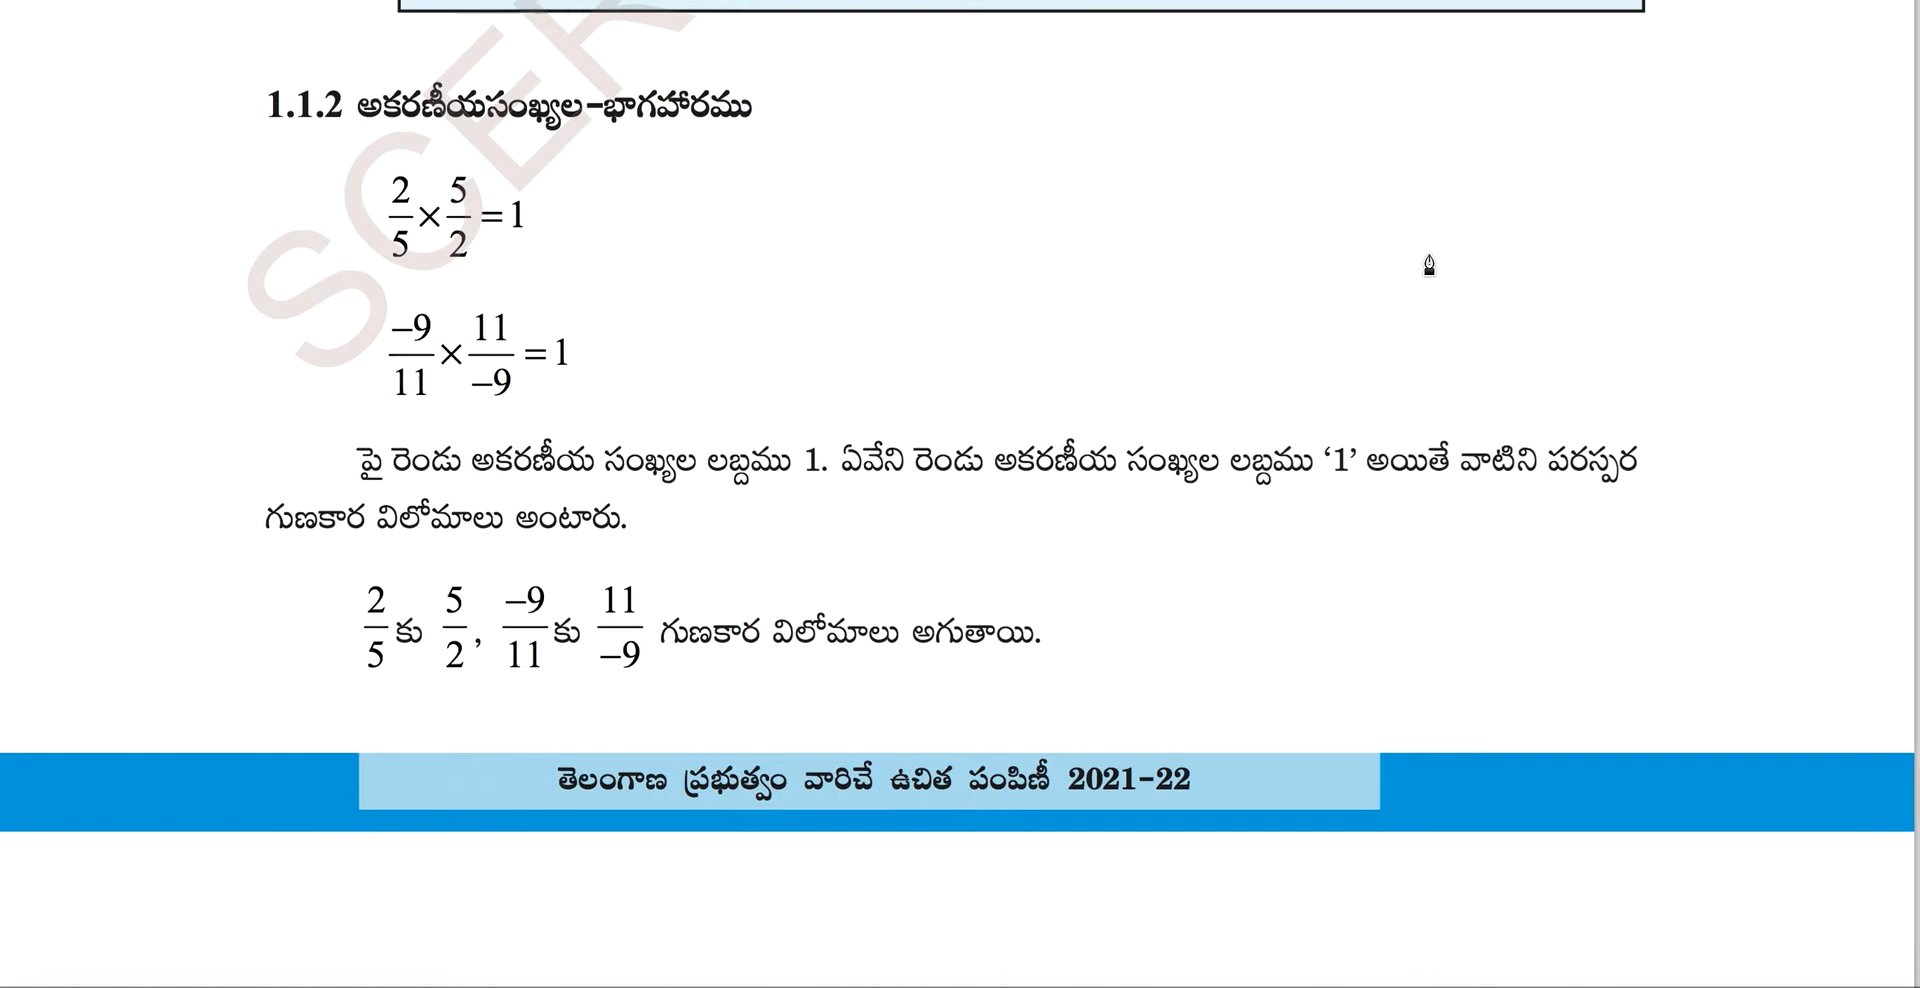 1.1.2 అకరణీయసంఖ్యల-భాగహారము
2/5 × 5/2 = 1
–9/11 × 11/–9 = 1
పై రెండు అకరణీయ సంఖ్యల లబ్దము 1. ఏవేని రెండు అకరణీయ సంఖ్యల లబ్దము ‘1’ అయితే వాటిని పరస్పర
గుణకార విలోమాలు అంటారు.
2/5 కు 5/2, –9/11 కు 11/–9 గుణకార విలోమాలు అగుతాయి.
తెలంగాణ ప్రభుత్వం వారిచే ఉచిత పంపిణీ 2021-22